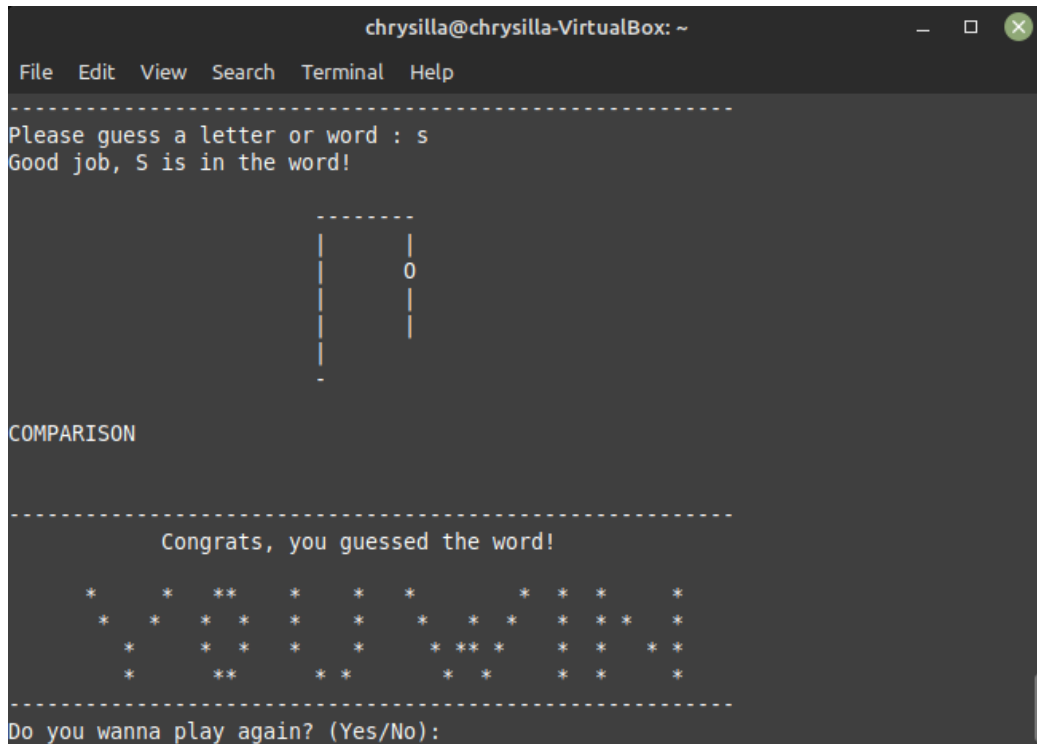 chrysilla@chrysilla-VirtualBox: ~
File Edit View Search Terminal Help
---------------------------------------------------------
Please guess a letter or word : s
Good job, S is in the word!
                        --------
                        |      |
                        |      O
                        |      |
                        |      |
                        |
                        -
COMPARISON
---------------------------------------------------------
            Congrats, you guessed the word!
      *     *   **    *    *   *        *  *  *     *
       *   *   *  *   *    *    *   *  *   *  * *   *
         *     *  *   *    *     * ** *    *  *   * *
         *      **      * *       *  *     *  *     *
---------------------------------------------------------
Do you wanna play again? (Yes/No):